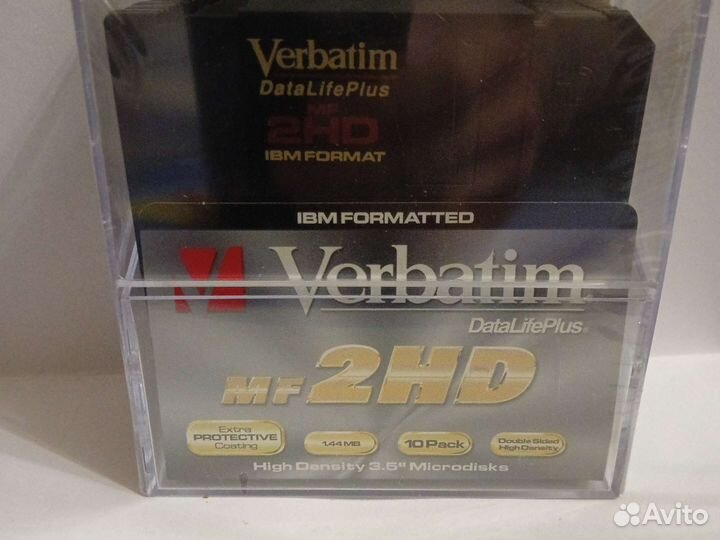 Verbatim
DataLifePlus
MF
2HD
IBM FORMAT
IBM FORMATTED
Verbatim®
DataLifePlus®
MF 2HD
Extra
PROTECTIVE
Coating
1.44 MB
10 Pack
Double Sided
High Density
High Density 3.5" Microdisks
Avito